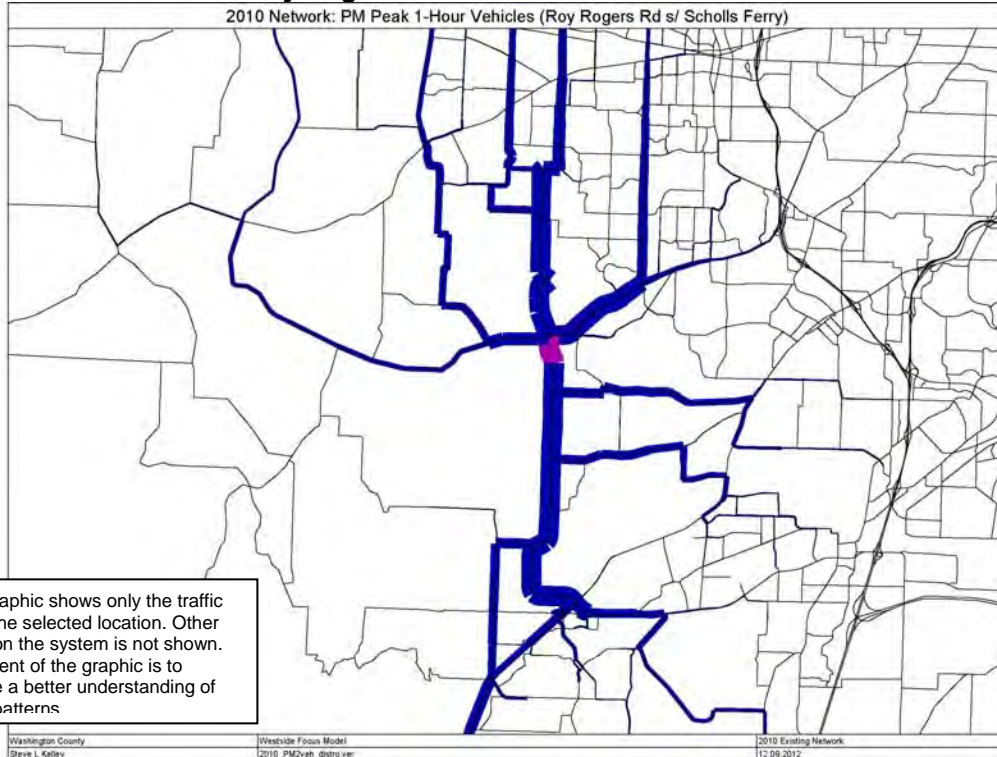 2010 Network: PM Peak 1-Hour Vehicles (Roy Rogers Rd s/ Scholls Ferry)
aphic shows only the traffic
he selected location. Other
on the system is not shown.
ent of the graphic is to
e a better understanding of
patterns
Washington County
Westside Focus Model
2010 Existing Network
Steve L Kelley
2010_PM2veh_distro.ver
12.09.2012